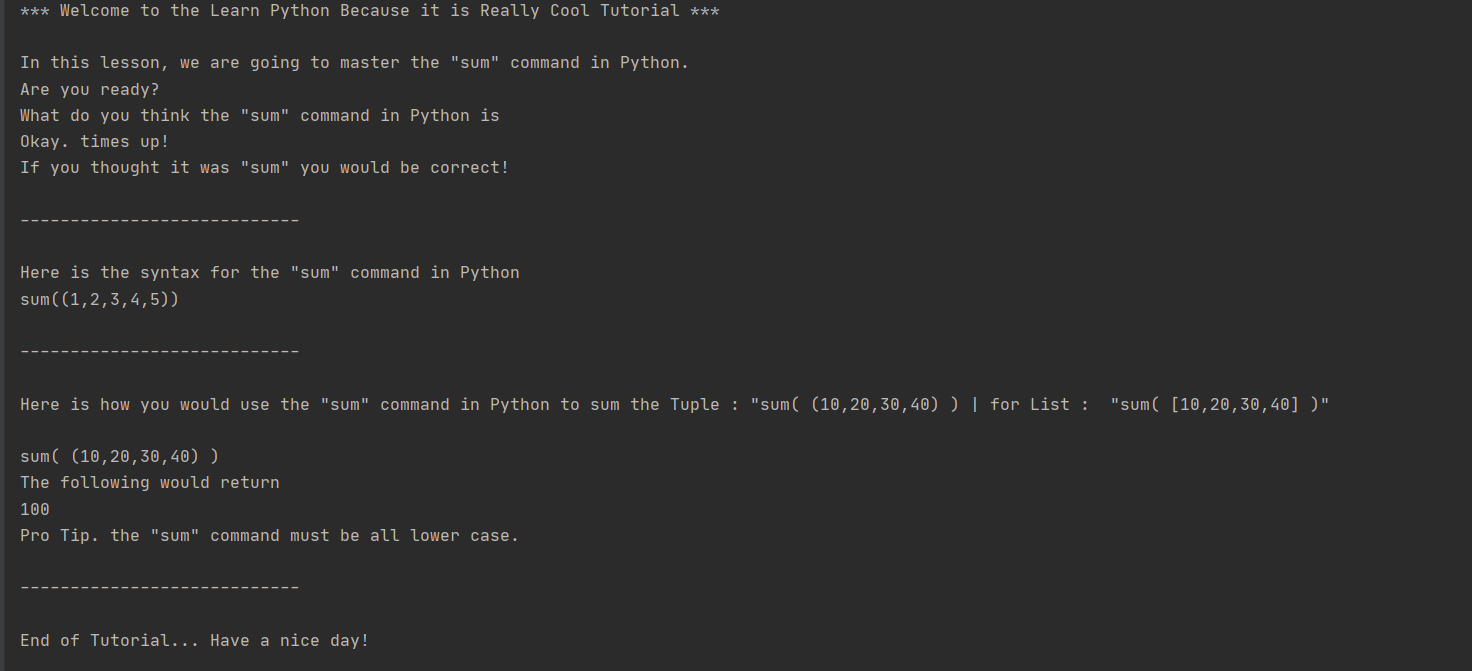 *** Welcome to the Learn Python Because it is Really Cool Tutorial ***
In this lesson, we are going to master the "sum" command in Python.
Are you ready?
What do you think the "sum" command in Python is
Okay. times up!
If you thought it was "sum" you would be correct!
----------------------------
Here is the syntax for the "sum" command in Python
sum((1,2,3,4,5))
----------------------------
Here is how you would use the "sum" command in Python to sum the Tuple : "sum( (10,20,30,40) ) | for List :  "sum( [10,20,30,40] )"
sum( (10,20,30,40) )
The following would return
100
Pro Tip. the "sum" command must be all lower case.
----------------------------
End of Tutorial... Have a nice day!